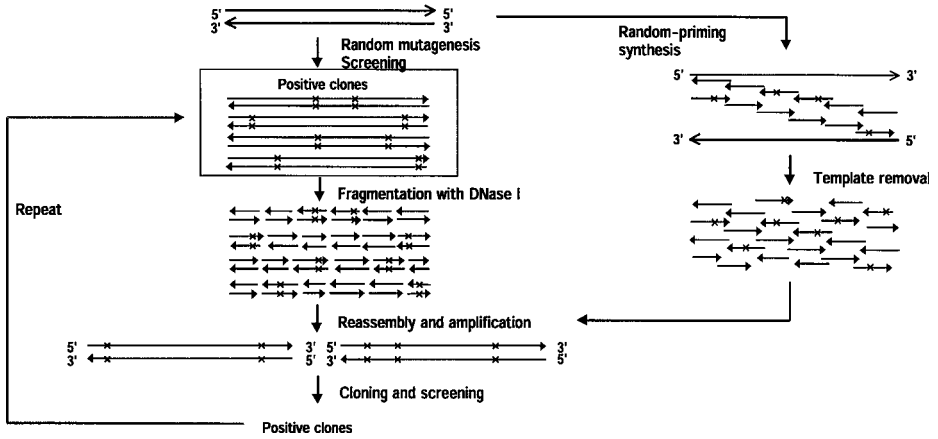 5' 5'
3' 3'
Random mutagenesis
Screening
Random-priming
synthesis
Positive clones
5' 3'
3' 5'
Fragmentation with DNase I
Template removal
Repeat
Reassembly and amplification
5' 3' 5' 3'
3' 5' 3' 5'
Cloning and screening
Positive clones